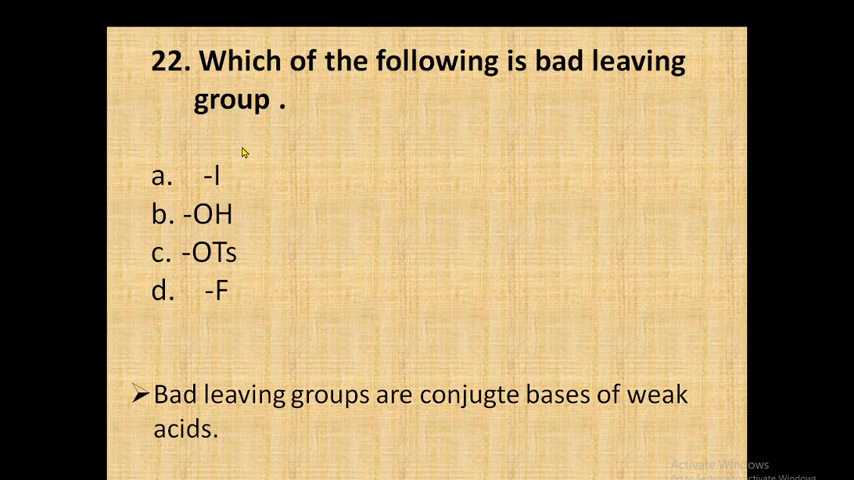 22. Which of the following is bad leaving
group .
a. -I
b. -OH
c. -OTs
d. -F
Bad leaving groups are conjugte bases of weak
acids.
Activate Windows